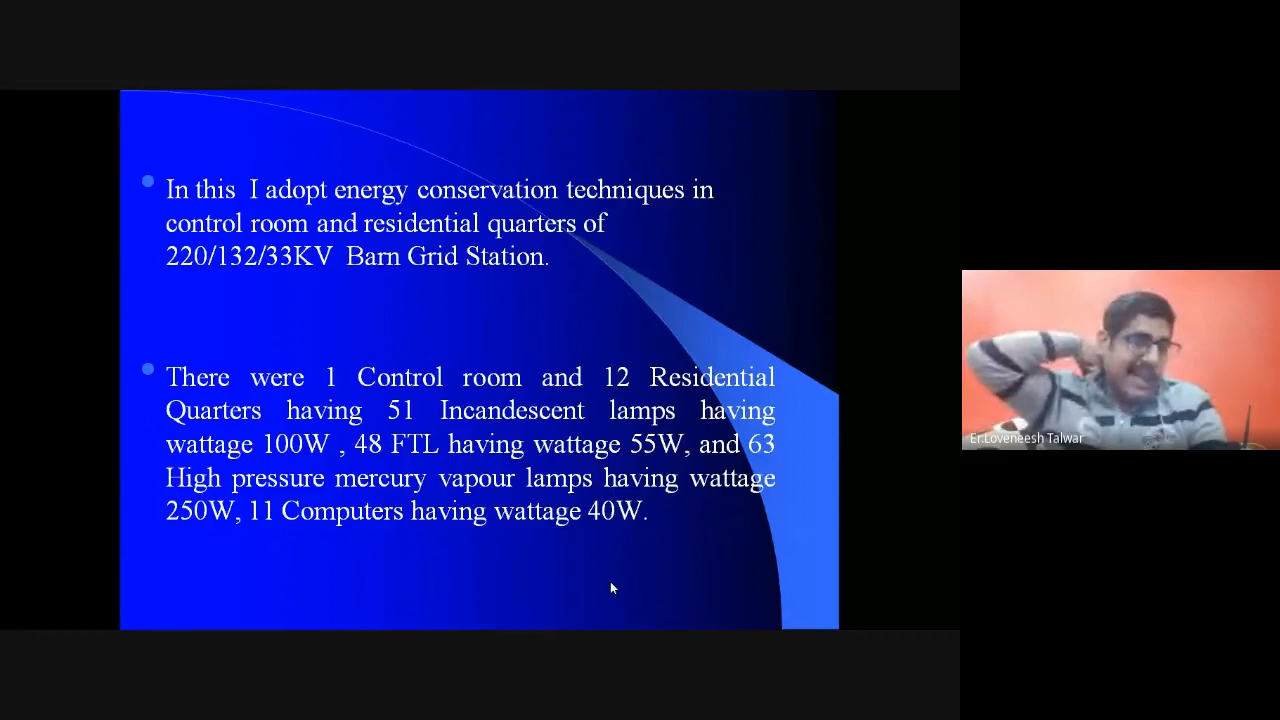 In this I adopt energy conservation techniques in
control room and residential quarters of
220/132/33KV Barn Grid Station.
There were 1 Control room and 12 Residential
Quarters having 51 Incandescent lamps having
wattage 100W , 48 FTL having wattage 55W, and 63
High pressure mercury vapour lamps having wattage
250W, 11 Computers having wattage 40W.
Er.Loveneesh Talwar